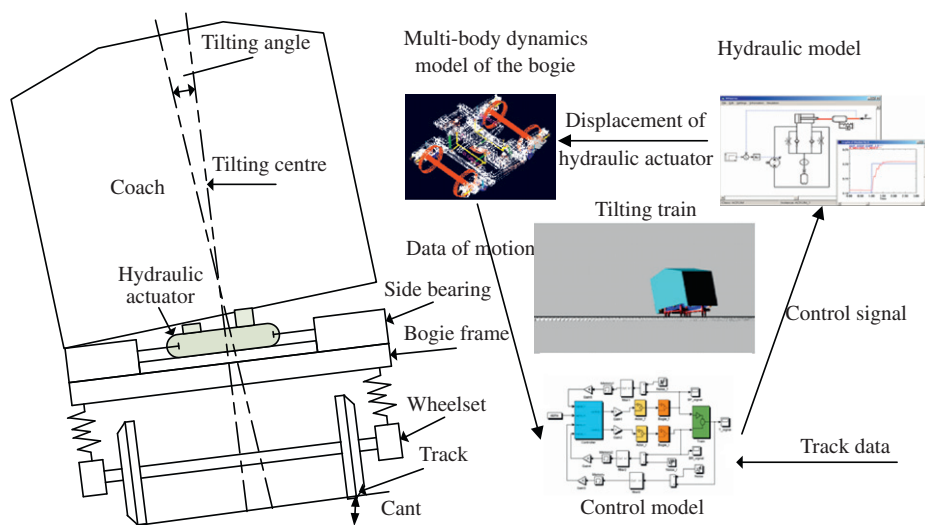 Tilting angle
Multi-body dynamics
model of the bogie
Hydraulic model
Displacement of
hydraulic actuator
Tilting centre
Coach
Tilting train
Data of motion
Hydraulic
actuator
Side bearing
Control signal
Bogie frame
Wheelset
Track
Track data
Cant
Control model